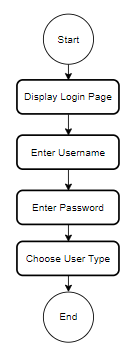 Start
Display Login Page
Enter Username
Enter Password
Choose User Type
End